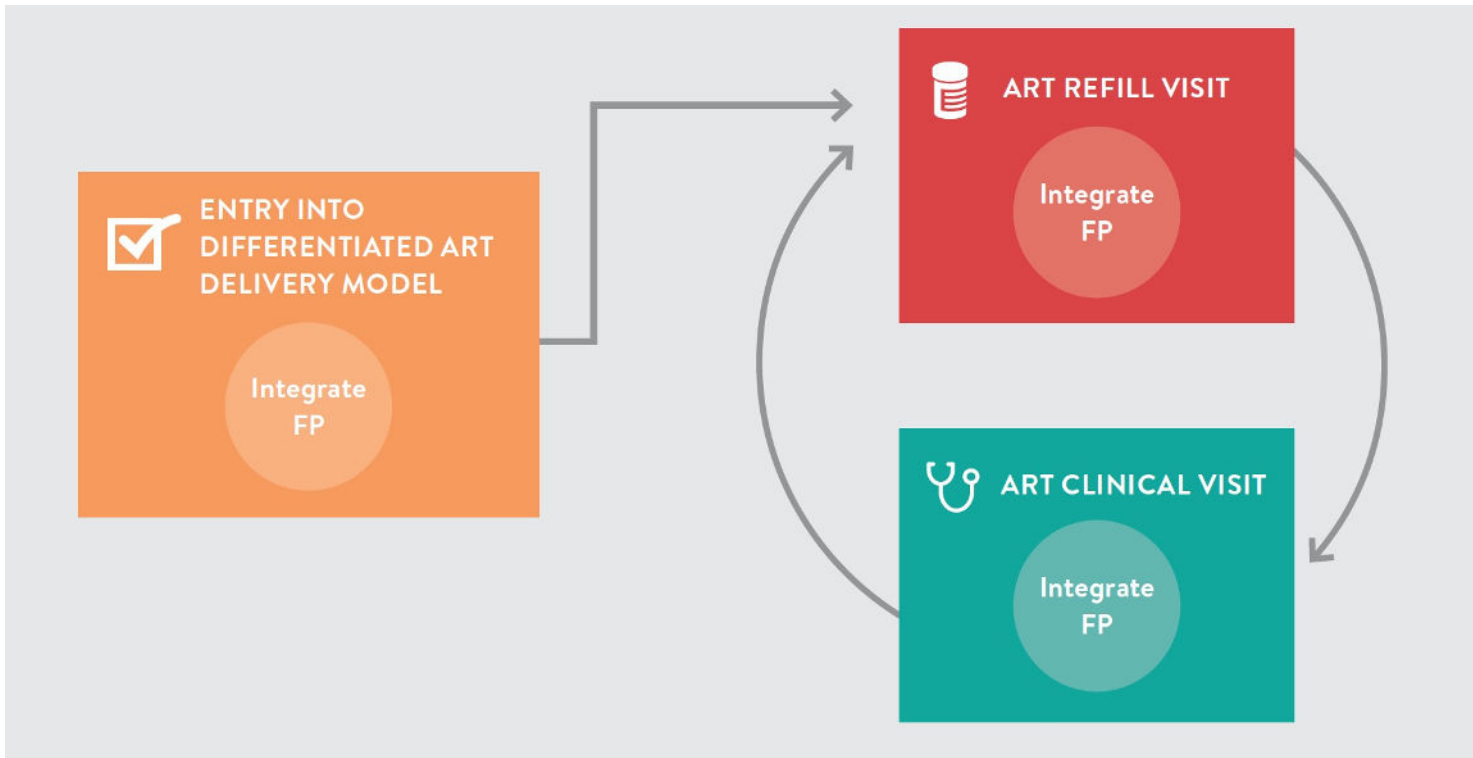 ENTRY INTO
DIFFERENTIATED ART
DELIVERY MODEL
Integrate
FP
ART REFILL VISIT
Integrate
FP
ART CLINICAL VISIT
Integrate
FP